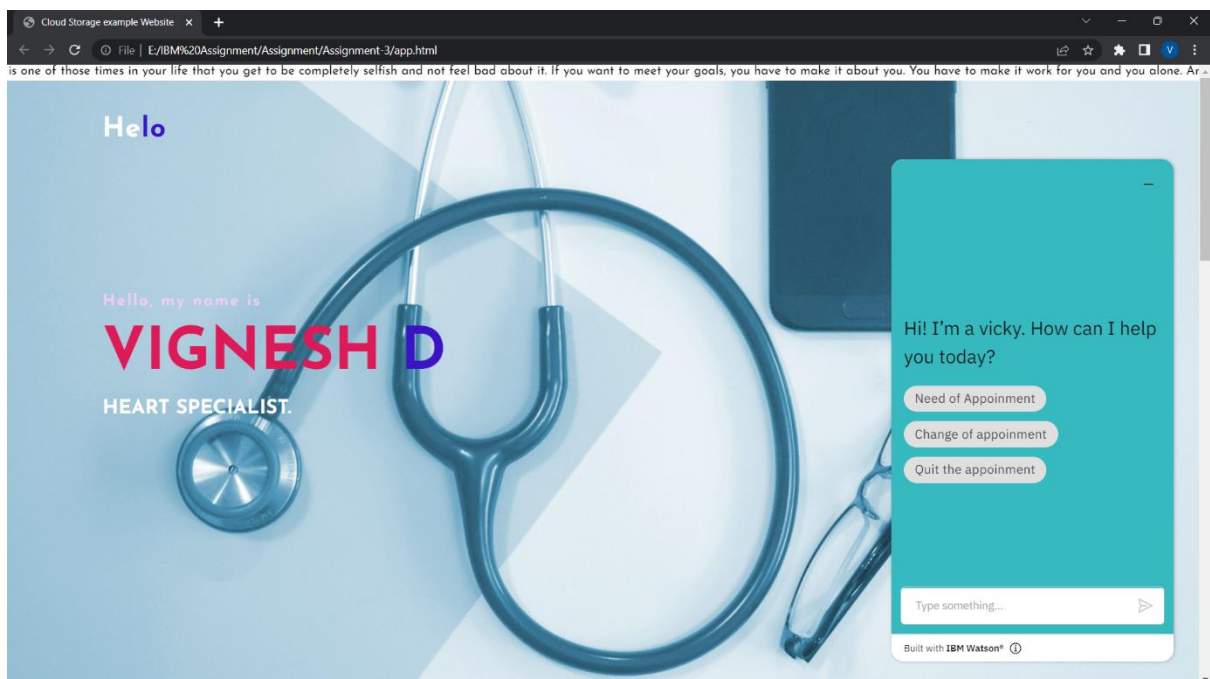 Cloud Storage example Website
File | E:/IBM%20Assignment/Assignment/Assignment-3/app.html
V
is one of those times in your life that you get to be completely selfish and not feel bad about it. If you want to meet your goals, you have to make it about you. You have to make it work for you and you alone. Ar
Helo
Hello, my name is
VIGNESH D
HEART SPECIALIST.
Hi! I'm a vicky. How can I help
you today?
Need of Appoinment
Change of appoinment
Quit the appoinment
Type something...
Built with IBM Watson®